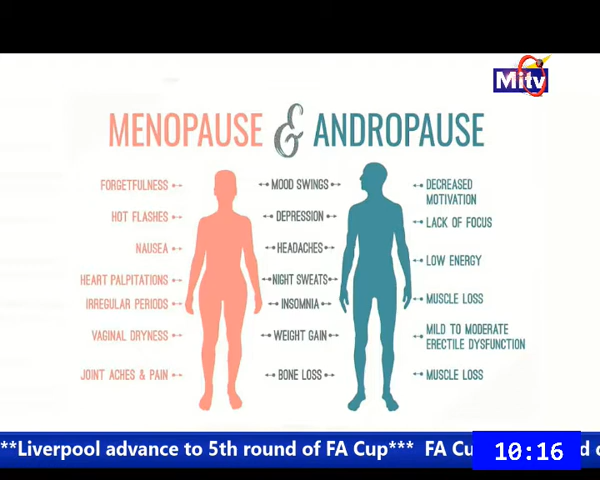 Mitv
MENOPAUSE & ANDROPAUSE
FORGETFULNESS
HOT FLASHES
NAUSEA
HEART PALPITATIONS
IRREGULAR PERIODS
VAGINAL DRYNESS
JOINT ACHES & PAIN
MOOD SWINGS
DEPRESSION
HEADACHES
NIGHT SWEATS
INSOMNIA
WEIGHT GAIN
BONE LOSS
DECREASED
MOTIVATION
LACK OF FOCUS
LOW ENERGY
MUSCLE LOSS
MILD TO MODERATE
ERECTILE DYSFUNCTION
MUSCLE LOSS
**Liverpool advance to 5th round of FA Cup*** FA Cu
10:16